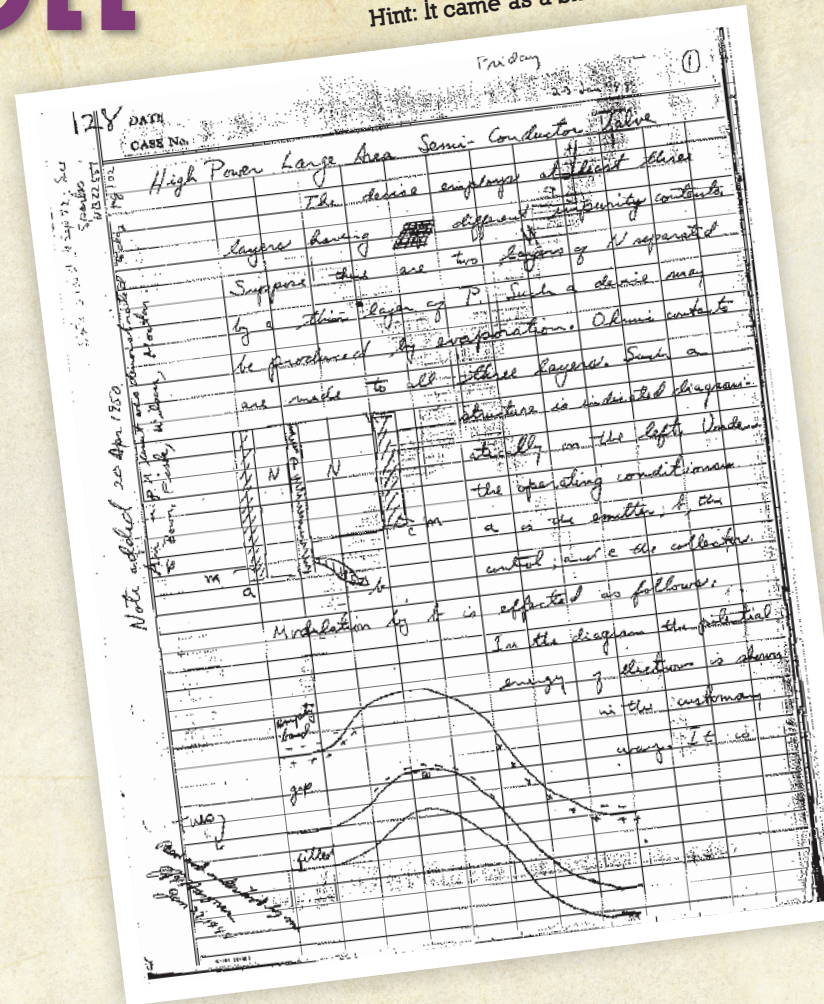 Hint: It came as a
Friday
①
128
DATE
23 Jan 48
CASE No.
High Power Large Area Semi-Conductor Valve
The device employs at least three
layers having different impurity contents.
Suppose there are two layers of N separated
by a thin layer of P. Such a device may
be produced by evaporation. Ohmic contacts
are made to all three layers. Such a
structure is indicated diagram-
atically on the left. Under
the operating conditions
a is the emitter, b, the
control; and c the collector.
Note added 20 Apr 1950
N
N
m
a
b
c
m
Modulation by b is effected as follows.
In the diagram the potential
energy of electrons is shown
in the customary
way. It is
empty
band
gap
filled